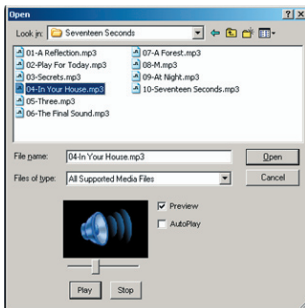 Open
Look in: Seventeen Seconds
01-A Reflection.mp3
02-Play For Today.mp3
03-Secrets.mp3
04-In Your House.mp3
05-Three.mp3
06-The Final Sound.mp3
07-A Forest.mp3
08-M.mp3
09-At Night.mp3
10-Seventeen Seconds.mp3
File name: 04-In Your House.mp3 Open
Files of type: All Supported Media Files Cancel
Preview
AutoPlay
Play Stop